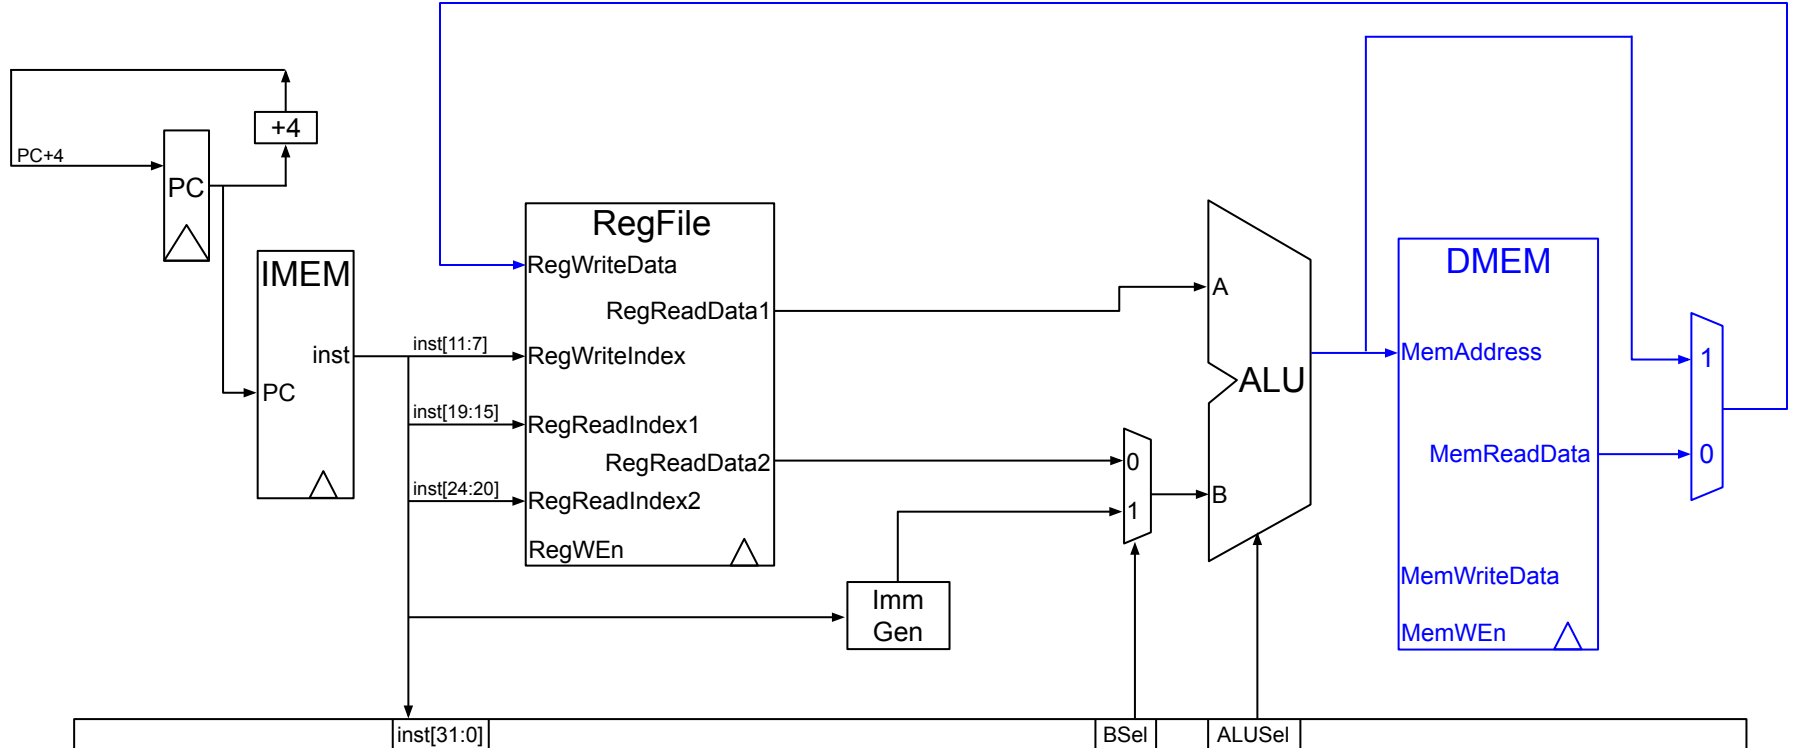 +4
PC+4
PC
RegFile
IMEM
DMEM
RegWriteData
A
RegReadData1
inst
inst[11:7]
RegWriteIndex
MemAddress
1
ALU
PC
inst[19:15]
RegReadIndex1
MemReadData
0
RegReadData2
0
inst[24:20]
RegReadIndex2
1
B
RegWEn
MemWriteData
Imm
Gen
MemWEn
inst[31:0]
BSel
ALUSel